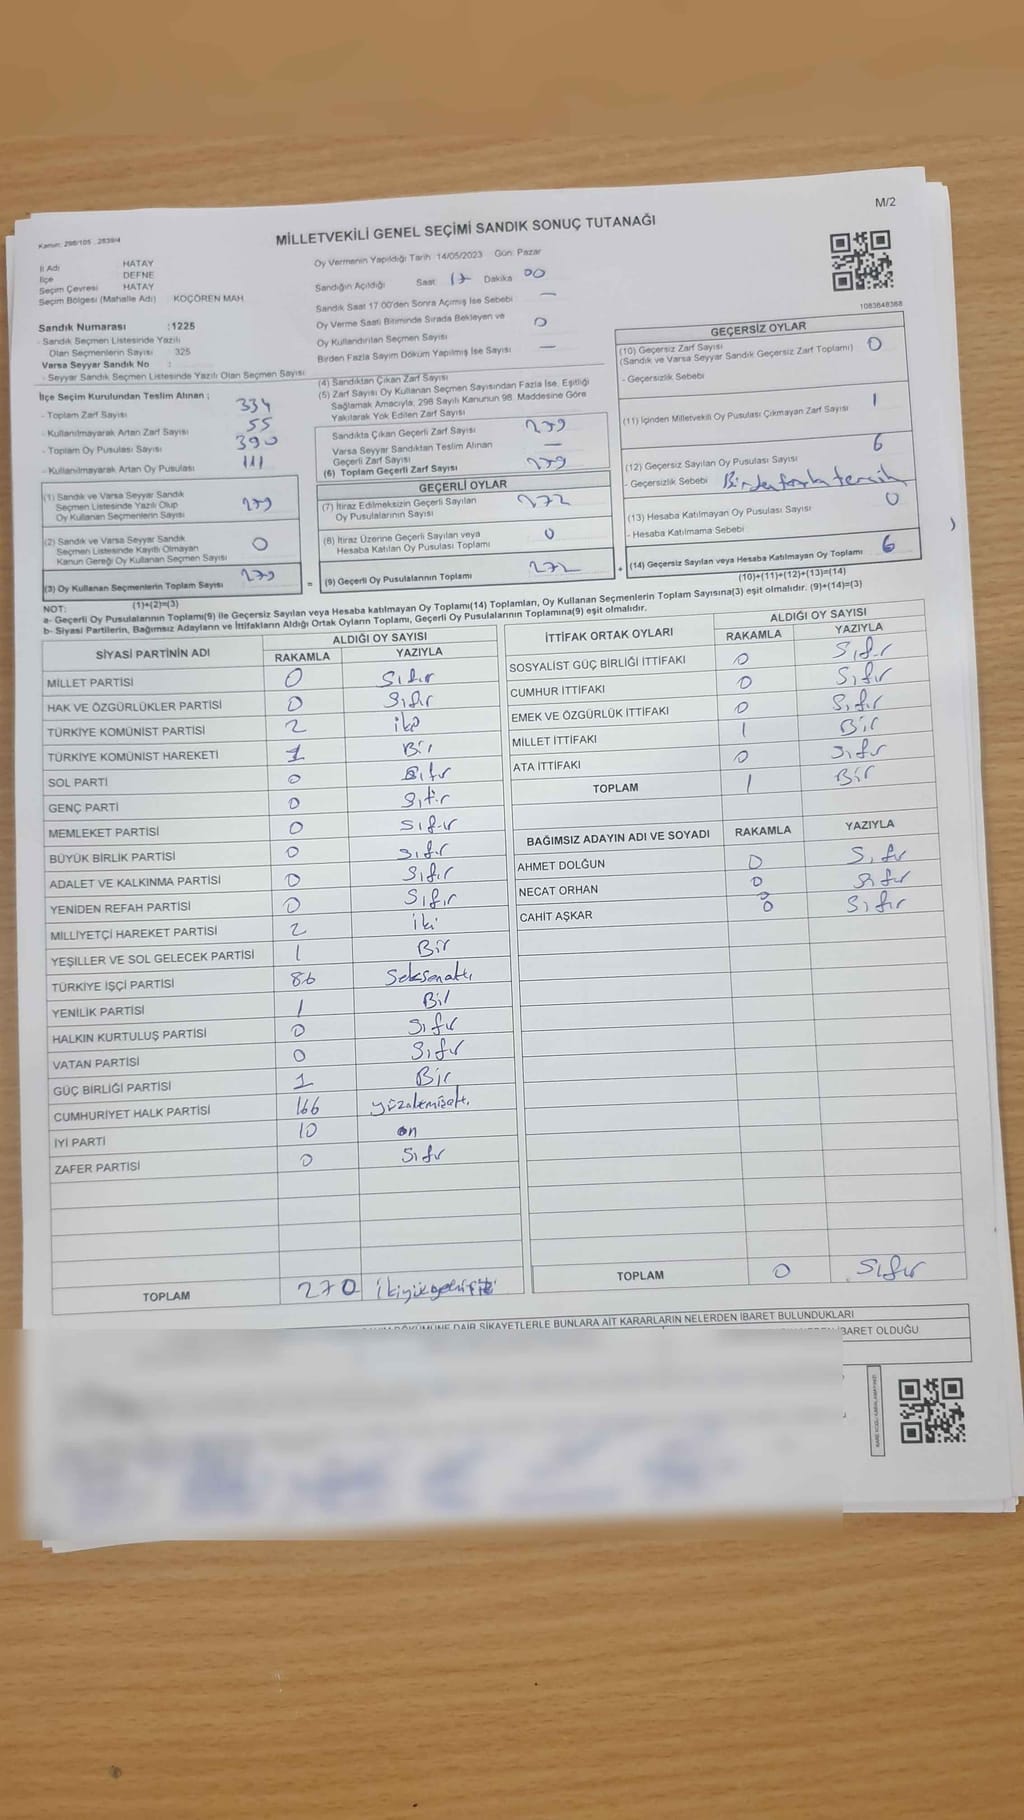 M/2
Kanun: 298/105 , 2839/4
MİLLETVEKİLİ GENEL SEÇİMİ SANDIK SONUÇ TUTANAĞI
İl Adı HATAY
İlçe DEFNE
Seçim Çevresi HATAY
Seçim Bölgesi (Mahalle Adı) KOÇÖREN MAH
Sandık Numarası :1225
- Sandık Seçmen Listesinde Yazılı
Olan Seçmenlerin Sayısı : 325
Varsa Seyyar Sandık No :
- Seyyar Sandık Seçmen Listesinde Yazılı Olan Seçmen Sayısı
Oy Vermenin Yapıldığı Tarih :14/05/2023 Gün: Pazar
Sandığın Açıldığı Saat 17 Dakika 00
Sandık Saat 17:00'den Sonra Açımış İse Sebebi —
Oy Verme Saati Bitiminde Sırada Bekleyen ve
Oy Kullandırılan Seçmen Sayısı 0
Birden Fazla Sayım Döküm Yapılmış İse Sayısı —
1083848368
İlçe Seçim Kurulundan Teslim Alınan ;
- Toplam Zarf Sayısı 334
- Kullanılmayarak Artan Zarf Sayısı 55
- Toplam Oy Pusulası Sayısı 390
- Kullanılmayarak Artan Oy Pusulası 111
(1) Sandık ve Varsa Seyyar Sandık
Seçmen Listesinde Yazılı Olup
Oy Kullanan Seçmenlerin Sayısı 279
(2) Sandık ve Varsa Seyyar Sandık
Seçmen Listesinde Kayıtlı Olmayan
Kanun Gereği Oy Kullanan Seçmen Sayısı 0
(3) Oy Kullanan Seçmenlerin Toplam Sayısı 279
(1)+(2)=(3)
(4) Sandıktan Çıkan Zarf Sayısı
(5) Zarf Sayısı Oy Kullanan Seçmen Sayısından Fazla İse, Eşitliği
Sağlamak Amacıyla, 298 Sayılı Kanunun 98. Maddesine Göre
Yakılarak Yok Edilen Zarf Sayısı
Sandıkta Çıkan Geçerli Zarf Sayısı 279
Varsa Seyyar Sandıktan Teslim Alınan
Geçerli Zarf Sayısı —
(6) Toplam Geçerli Zarf Sayısı 279
GEÇERLİ OYLAR
(7) İtiraz Edilmeksizin Geçerli Sayılan
Oy Pusulalarının Sayısı 272
(8) İtiraz Üzerine Geçerli Sayılan veya
Hesaba Katılan Oy Pusulası Toplamı 0
= (9) Geçerli Oy Pusulalarının Toplamı 272 +
GEÇERSİZ OYLAR
(10) Geçersiz Zarf Sayısı
(Sandık ve Varsa Seyyar Sandık Geçersiz Zarf Toplamı) 0
- Geçersizlik Sebebi
(11) İçinden Milletvekili Oy Pusulası Çıkmayan Zarf Sayısı 1
(12) Geçersiz Sayılan Oy Pusulası Sayısı 6
- Geçersizlik Sebebi Birden fazla tercih
(13) Hesaba Katılmayan Oy Pusulası Sayısı 0
- Hesaba Katılmama Sebebi
(14) Geçersiz Sayılan veya Hesaba Katılmayan Oy Toplamı 6
(10)+(11)+(12)+(13)=(14)
NOT:
a- Geçerli Oy Pusulalarının Toplamı(9) ile Geçersiz Sayılan veya Hesaba katılmayan Oy Toplamı(14) Toplamları, Oy Kullanan Seçmenlerin Toplam Sayısına(3) eşit olmalıdır. (9)+(14)=(3)
b- Siyasi Partilerin, Bağımsız Adayların ve İttifakların Aldığı Ortak Oyların Toplamı, Geçerli Oy Pusulalarının Toplamına(9) eşit olmalıdır.
SİYASİ PARTİNİN ADI ALDIĞI OY SAYISI
RAKAMLA YAZIYLA
MİLLET PARTİSİ 0 Sıfır
HAK VE ÖZGÜRLÜKLER PARTİSİ 0 Sıfır
TÜRKİYE KOMÜNİST PARTİSİ 2 iki
TÜRKİYE KOMÜNİST HAREKETİ 1 Bir
SOL PARTİ 0 Sıfır
GENÇ PARTİ 0 Sıfır
MEMLEKET PARTİSİ 0 Sıfır
BÜYÜK BİRLİK PARTİSİ 0 Sıfır
ADALET VE KALKINMA PARTİSİ 0 Sıfır
YENİDEN REFAH PARTİSİ 0 Sıfır
MİLLİYETÇİ HAREKET PARTİSİ 2 iki
YEŞİLLER VE SOL GELECEK PARTİSİ 1 Bir
TÜRKİYE İŞÇİ PARTİSİ 86 Seksenaltı
YENİLİK PARTİSİ 1 Bir
HALKIN KURTULUŞ PARTİSİ 0 Sıfır
VATAN PARTİSİ 0 Sıfır
GÜÇ BİRLİĞİ PARTİSİ 1 Bir
CUMHURİYET HALK PARTİSİ 166 yüzaltmışaltı
İYİ PARTİ 10 on
ZAFER PARTİSİ 0 Sıfır
TOPLAM 270
İTTİFAK ORTAK OYLARI ALDIĞI OY SAYISI
RAKAMLA YAZIYLA
SOSYALİST GÜÇ BİRLİĞİ İTTİFAKI 0 Sıfır
CUMHUR İTTİFAKI 0 Sıfır
EMEK VE ÖZGÜRLÜK İTTİFAKI 0 Sıfır
MİLLET İTTİFAKI 1 Bir
ATA İTTİFAKI 0 Sıfır
TOPLAM 1 Bir
BAĞIMSIZ ADAYIN ADI VE SOYADI RAKAMLA YAZIYLA
AHMET DOLĞUN 0 Sıfır
NECAT ORHAN 0 Sıfır
CAHİT AŞKAR 0 Sıfır
TOPLAM 0 Sıfır
DÖKÜMÜNE DAİR ŞİKAYETLERLE BUNLARA AİT KARARLARIN NELERDEN İBARET BULUNDUKLARI
İBARET OLDUĞU